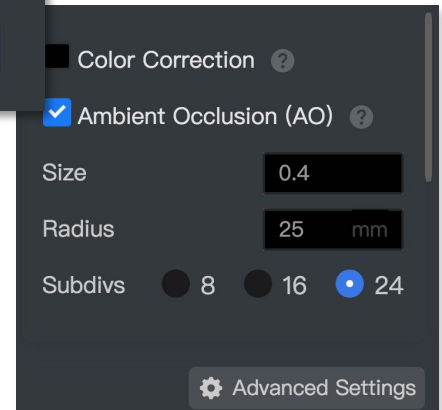 Color Correction ?
Ambient Occlusion (AO) ?
Size 0.4
Radius 25 mm
Subdivs 8 16 24
Advanced Settings